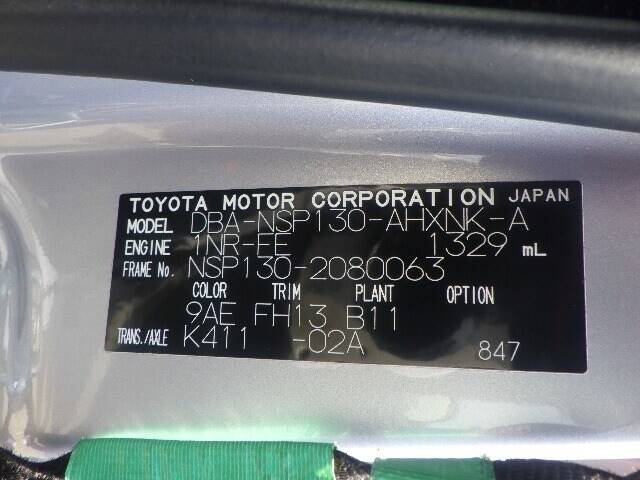 TOYOTA MOTOR CORPORATION JAPAN
MODEL DBA-NSP130-AHXNK-A
ENGINE 1NR-FE 1329 mL
FRAME No. NSP130-2080063
COLOR TRIM PLANT OPTION
9AE FH13 B11
TRANS./AXLE K411 -02A 847